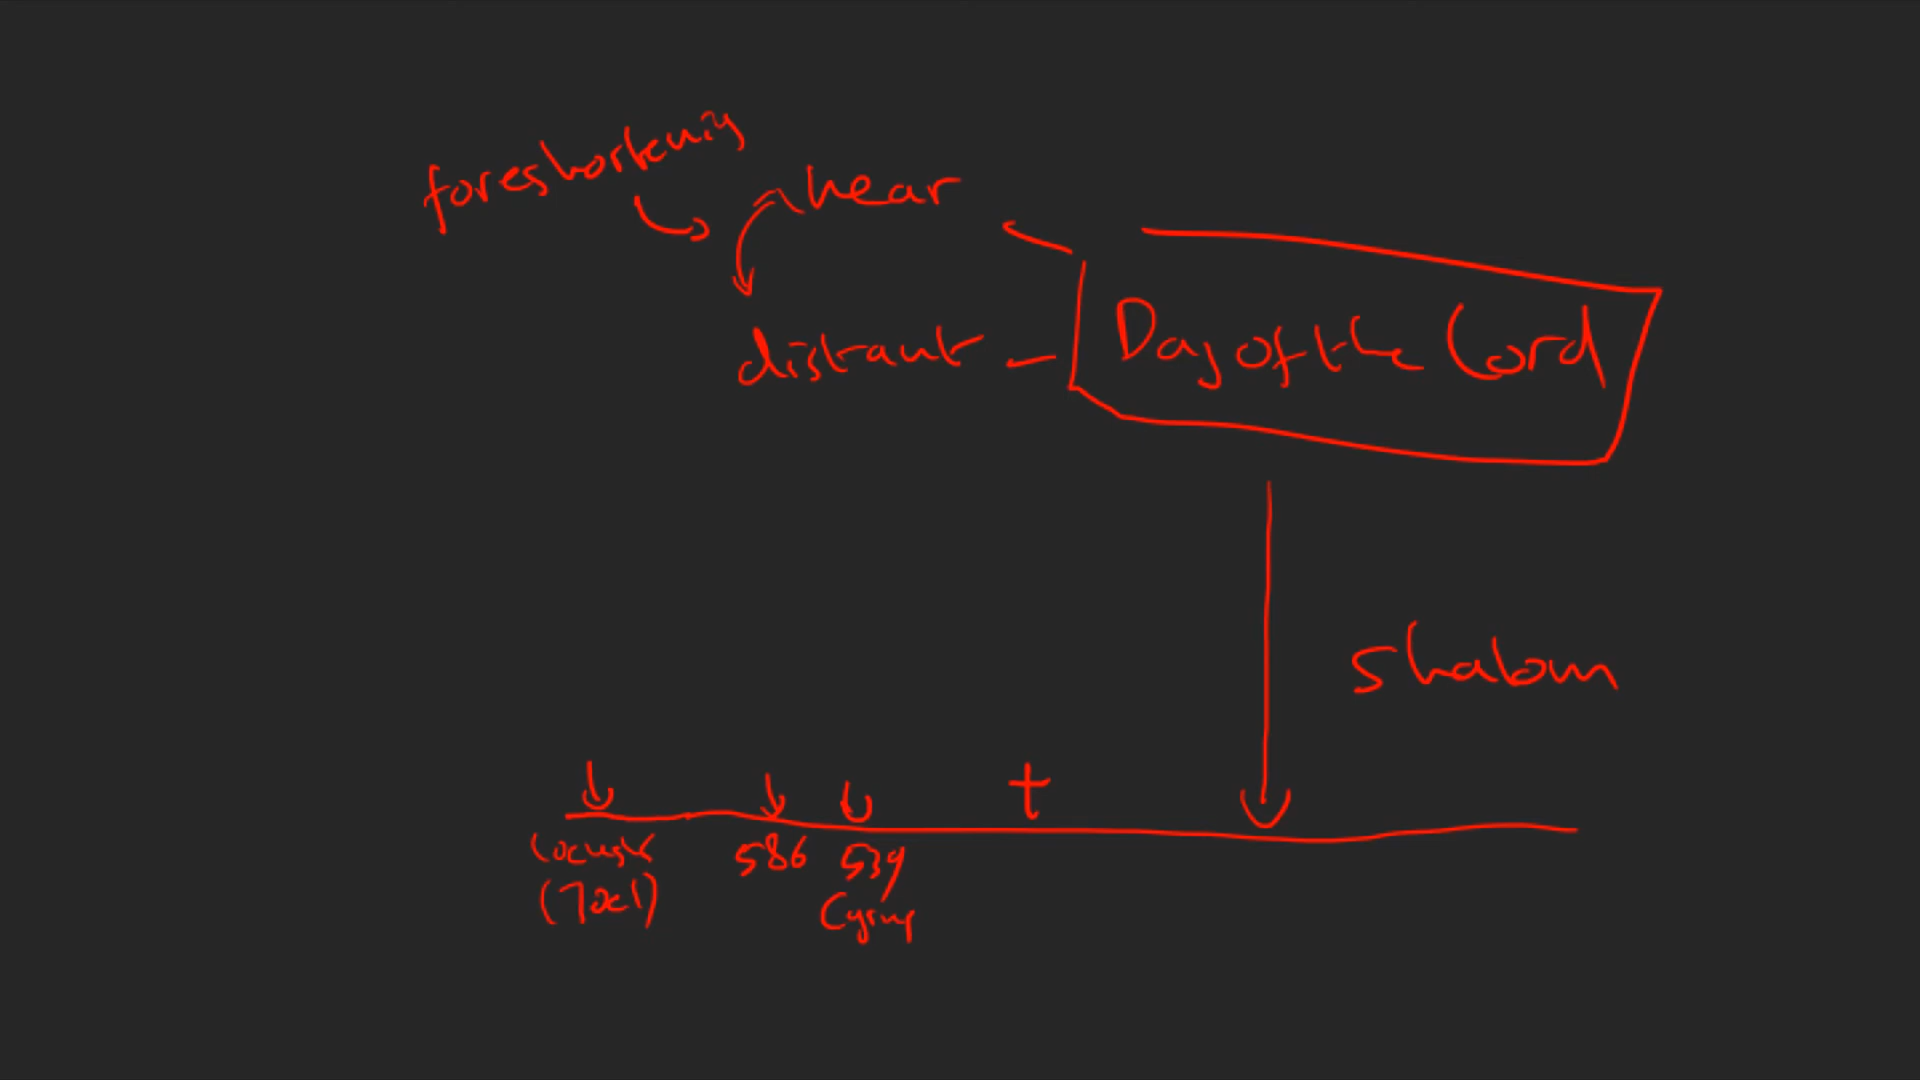 foreshortening
near
distant
Day of the Lord
shalom
t
locusts
(Joel)
586
539
Cyrus